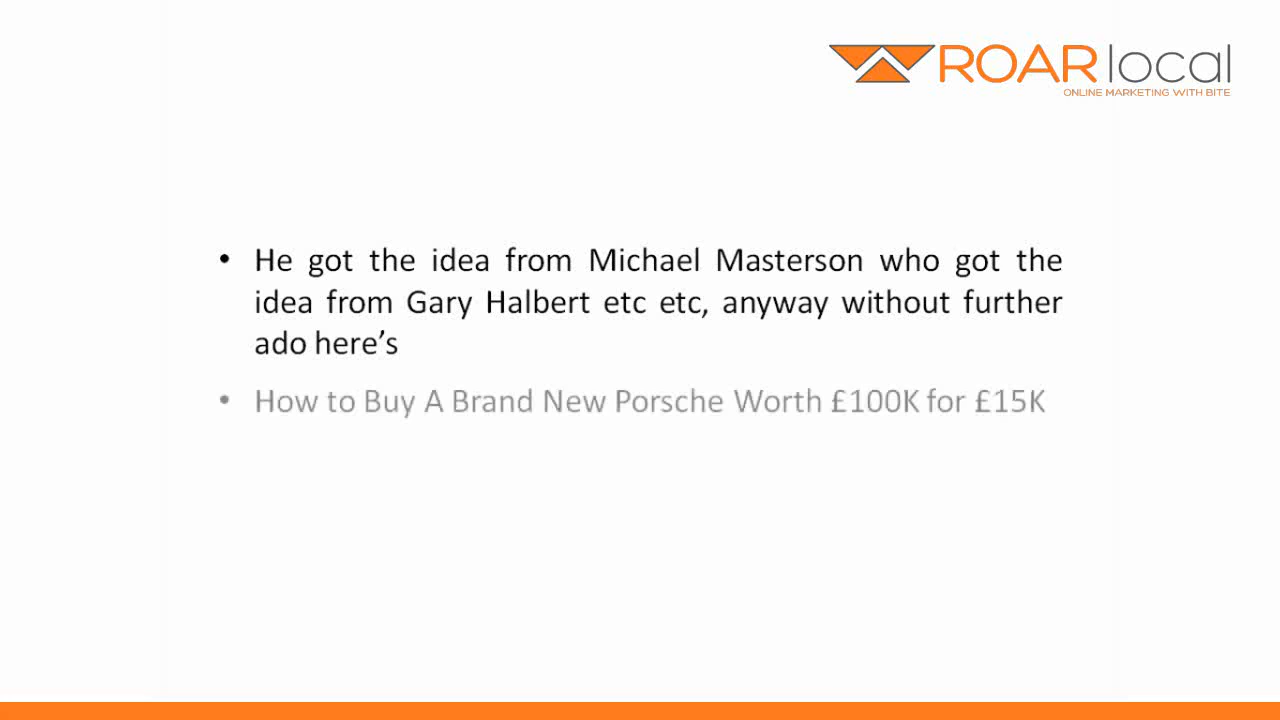 ROAR local
ONLINE MARKETING WITH BITE
• He got the idea from Michael Masterson who got the
idea from Gary Halbert etc etc, anyway without further
ado here’s
• How to Buy A Brand New Porsche Worth £100K for £15K